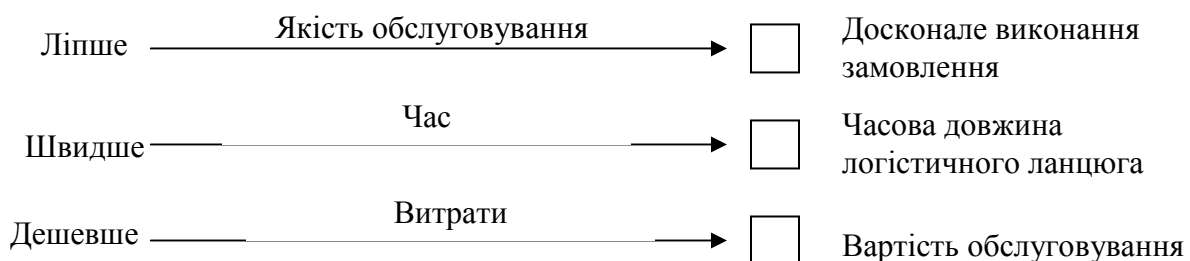 Ліпше
Якість обслуговування
Досконале виконання
замовлення
Швидше
Час
Часова довжина
логістичного ланцюга
Дешевше
Витрати
Вартість обслуговування